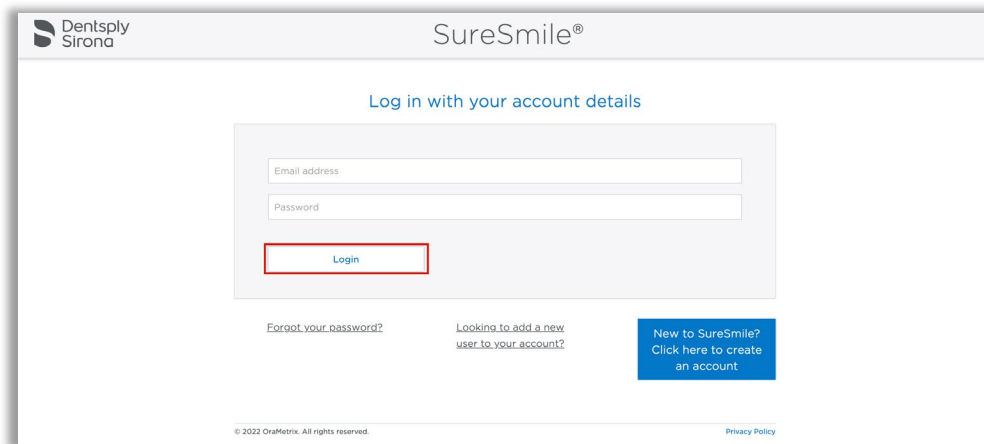 Dentsply
Sirona
SureSmile®
Log in with your account details
Email address
Password
Login
Forgot your password?
Looking to add a new
user to your account?
New to SureSmile?
Click here to create
an account
© 2022 OraMetrix. All rights reserved.
Privacy Policy